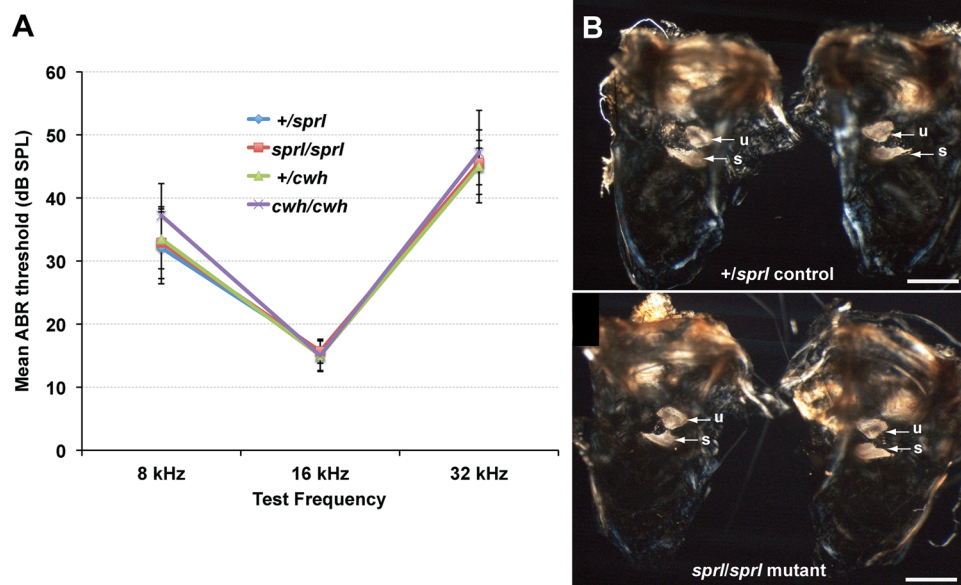 A
60
50
40
30
20
10
0
Mean ABR threshold (dB SPL)
+/sprl
sprl/sprl
+/cwh
cwh/cwh
8 kHz 16 kHz 32 kHz
Test Frequency
B
u
s
u
s
+/sprl control
u
s
u
s
sprl/sprl mutant